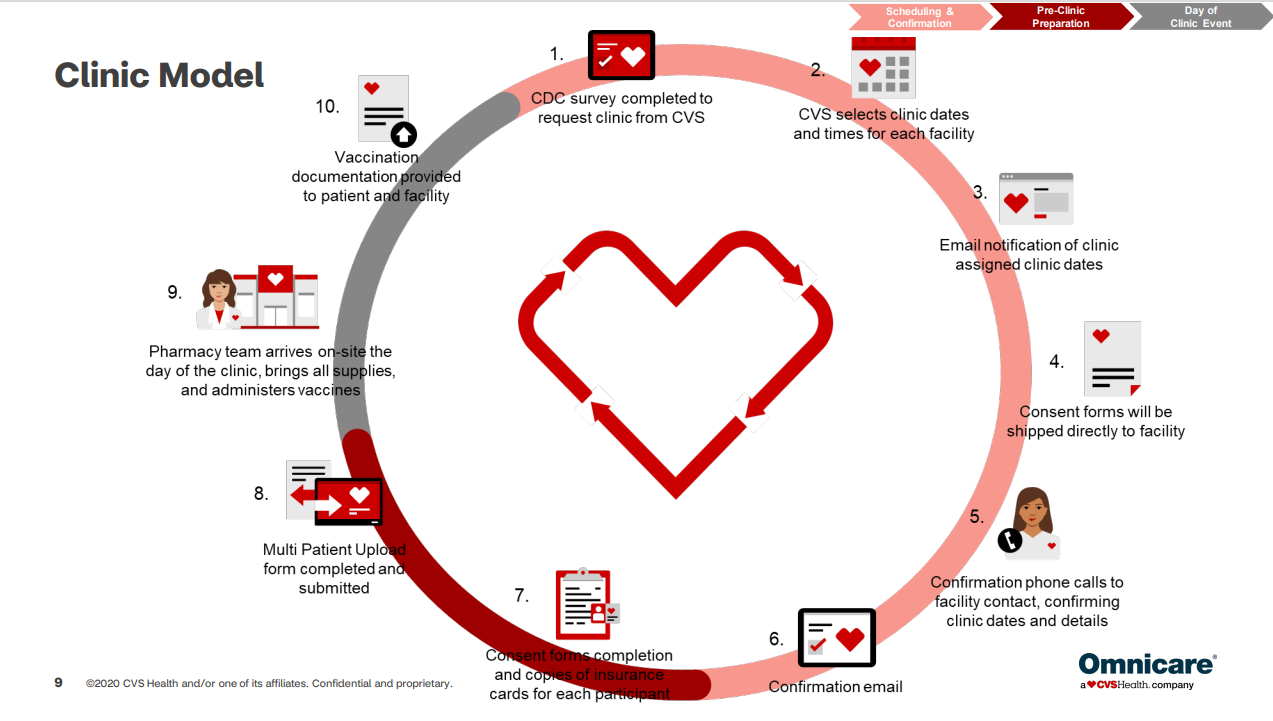 Scheduling &
Confirmation
Pre-Clinic
Preparation
Day of
Clinic Event
Clinic Model
1.
CDC survey completed to
request clinic from CVS
2.
CVS selects clinic dates
and times for each facility
3.
Email notification of clinic
assigned clinic dates
4.
Consent forms will be
shipped directly to facility
5.
Confirmation phone calls to
facility contact, confirming
clinic dates and details
6.
Confirmation email
7.
Consent forms completion
and copies of insurance
cards for each participant
8.
Multi Patient Upload
form completed and
submitted
9.
Pharmacy team arrives on-site the
day of the clinic, brings all supplies,
and administers vaccines
10.
Vaccination
documentation provided
to patient and facility
9 ©2020 CVS Health and/or one of its affiliates. Confidential and proprietary.
Omnicare®
a CVSHealth. company